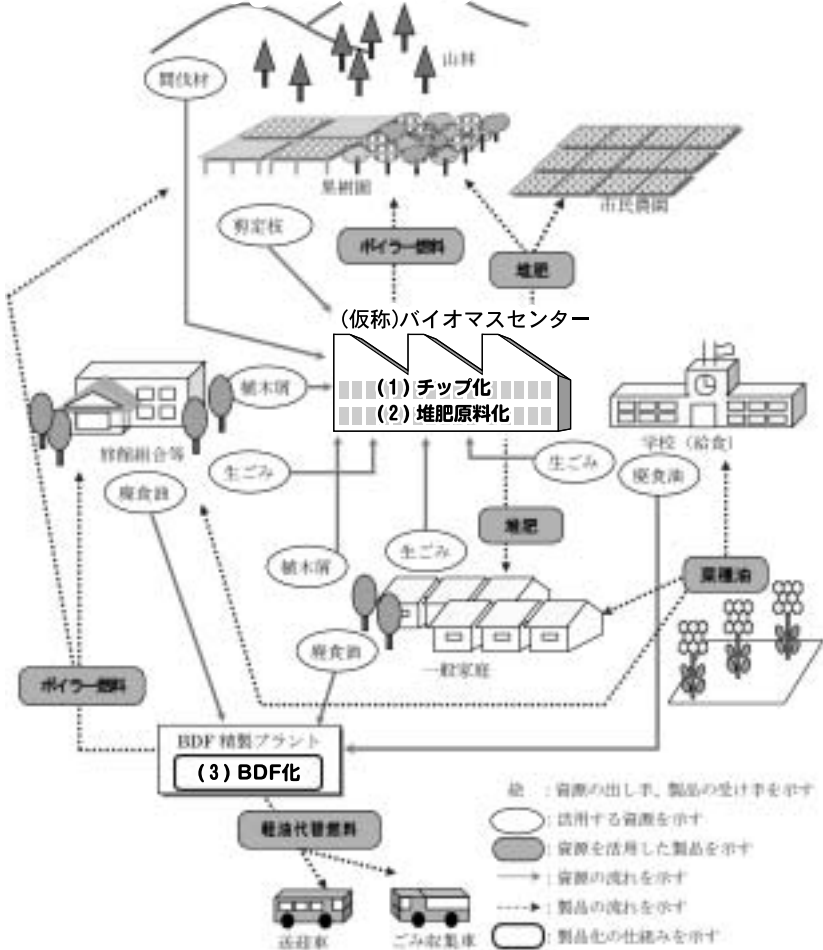 山林
間伐材
果樹園
市民農園
剪定枝
ボイラー燃料
堆肥
(仮称)バイオマスセンター
(1)チップ化
(2)堆肥原料化
植木屑
旅館組合等
生ごみ
生ごみ
学校(給食)
廃食油
廃食油
堆肥
植木屑
生ごみ
菜種油
廃食油
一般家庭
ボイラー燃料
BDF 精製プラント
(3)BDF化
軽油代替燃料
送迎車
ごみ収集車
絵 :資源の出し手、製品の受け手を示す
:活用する資源を示す
:資源を活用した製品を示す
:資源の流れを示す
:製品の流れを示す
:製品化の仕組みを示す